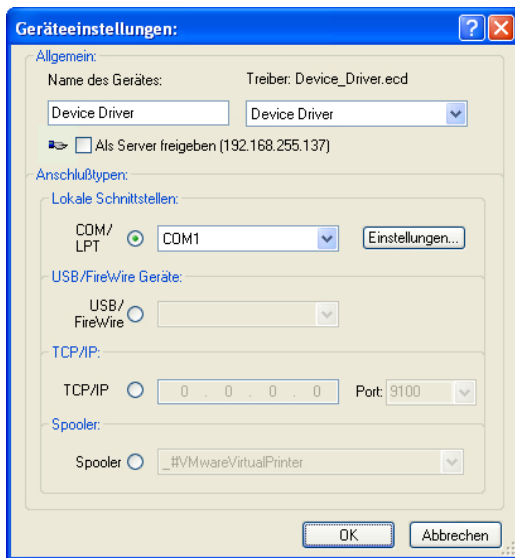 Geräteeinstellungen:
Allgemein:
Name des Gerätes:
Treiber: Device_Driver.ecd
Device Driver
Device Driver
Als Server freigeben (192.168.255.137)
Anschlußtypen:
Lokale Schnittstellen:
COM/
LPT
COM1
Einstellungen...
USB/FireWire Geräte:
USB/
FireWire
TCP/IP:
TCP/IP
0 . 0 . 0 . 0
Port: 9100
Spooler:
Spooler
_#VMwareVirtualPrinter
OK
Abbrechen